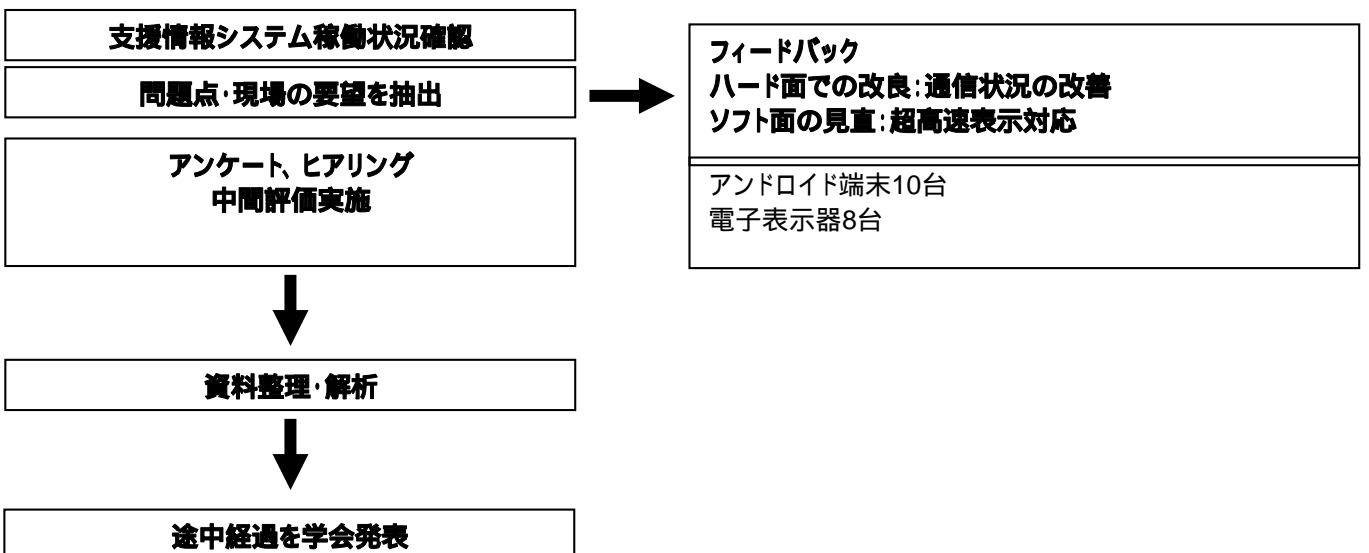 支援情報システム稼働状況確認
問題点・現場の要望を抽出
アンケート、ヒアリング
中間評価実施
フィードバック
ハード面での改良:通信状況の改善
ソフト面の見直:超高速表示対応
アンドロイド端末10台
電子表示器8台
資料整理・解析
途中経過を学会発表